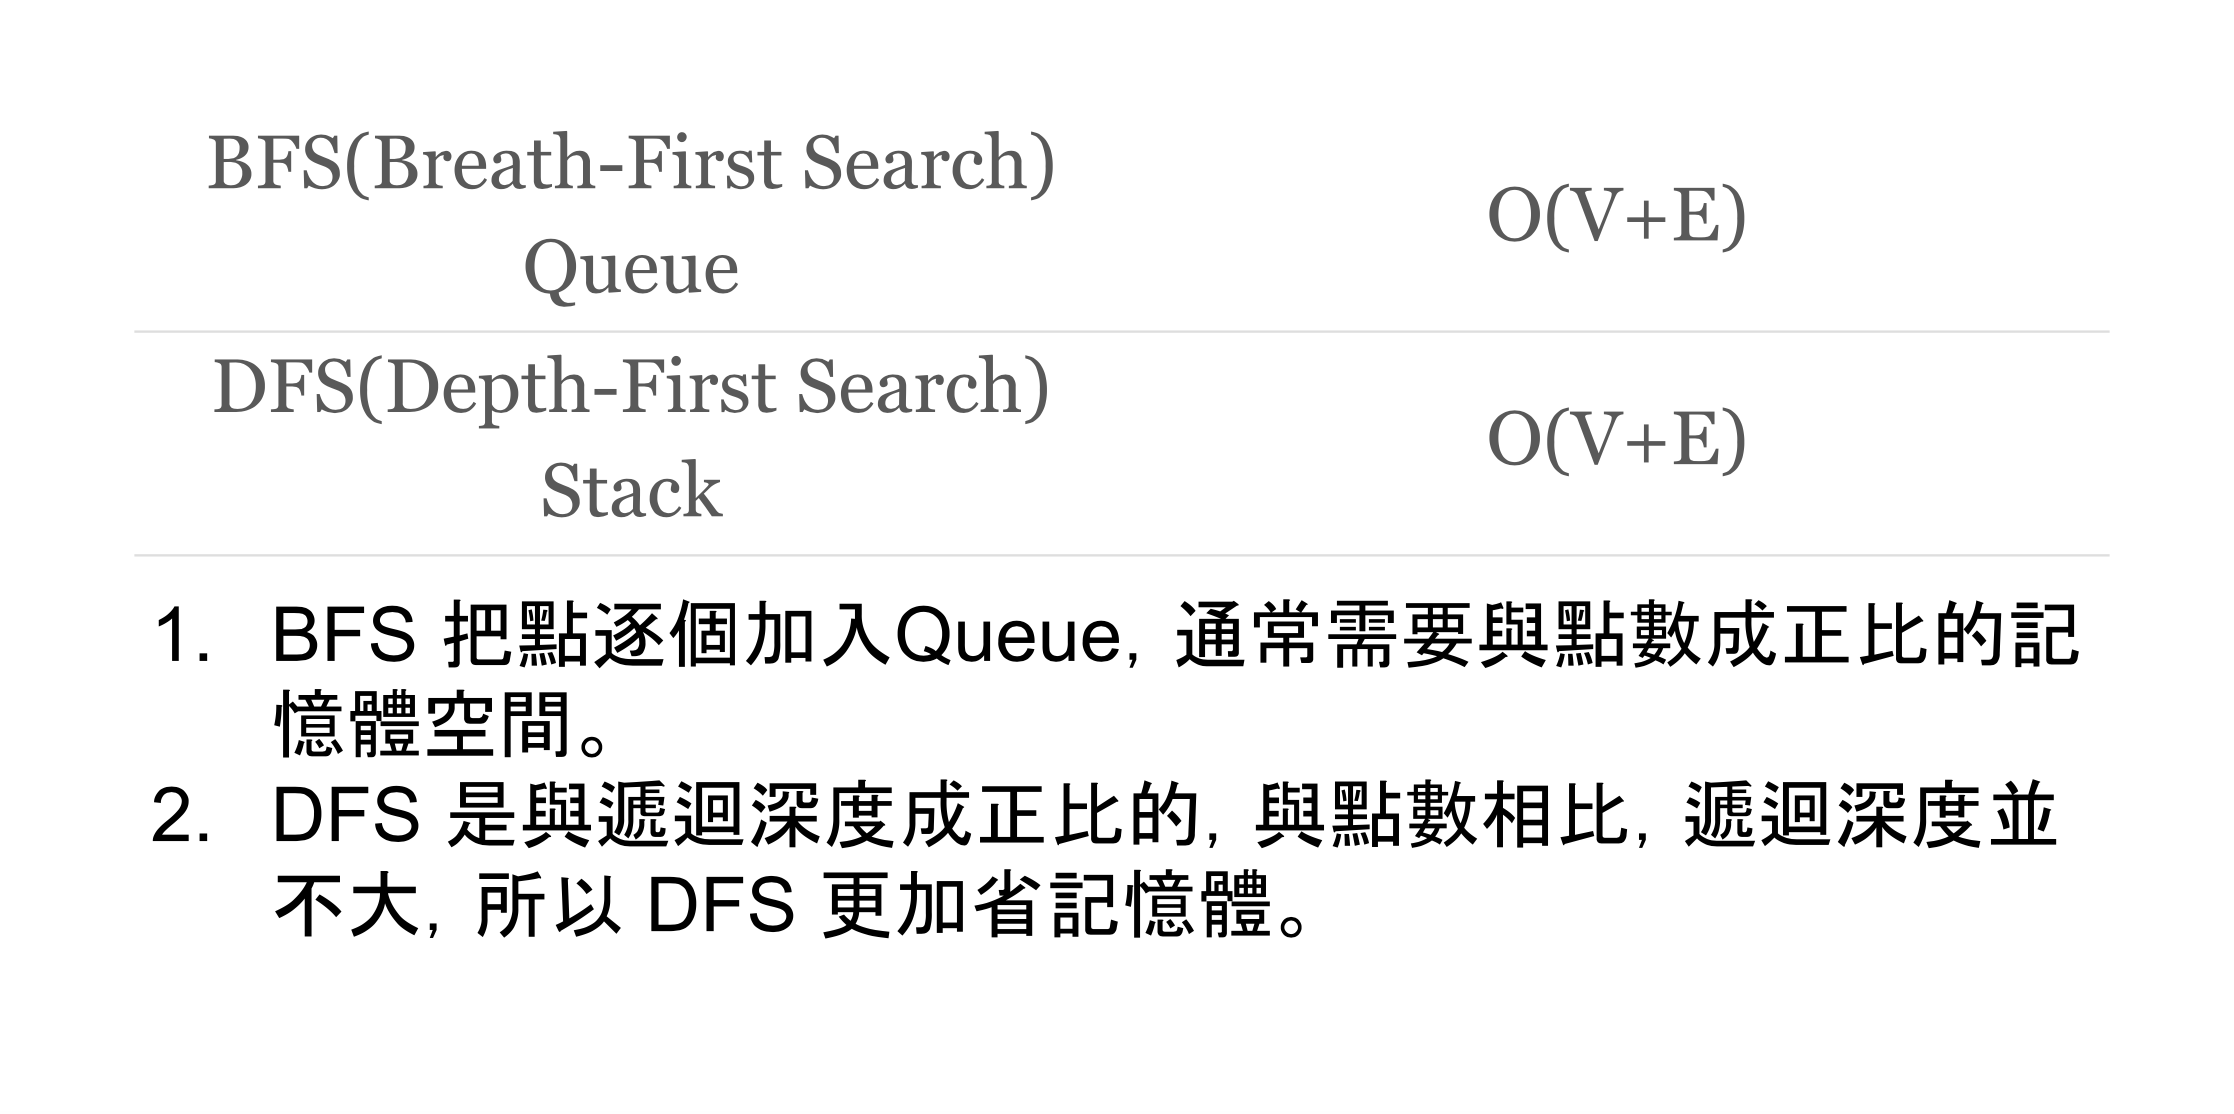 BFS(Breath-First Search)
Queue
O(V+E)
DFS(Depth-First Search)
Stack
O(V+E)
1. BFS 把點逐個加入Queue，通常需要與點數成正比的記
憶體空間。
2. DFS 是與遞迴深度成正比的，與點數相比，遞迴深度並
不大，所以 DFS 更加省記憶體。